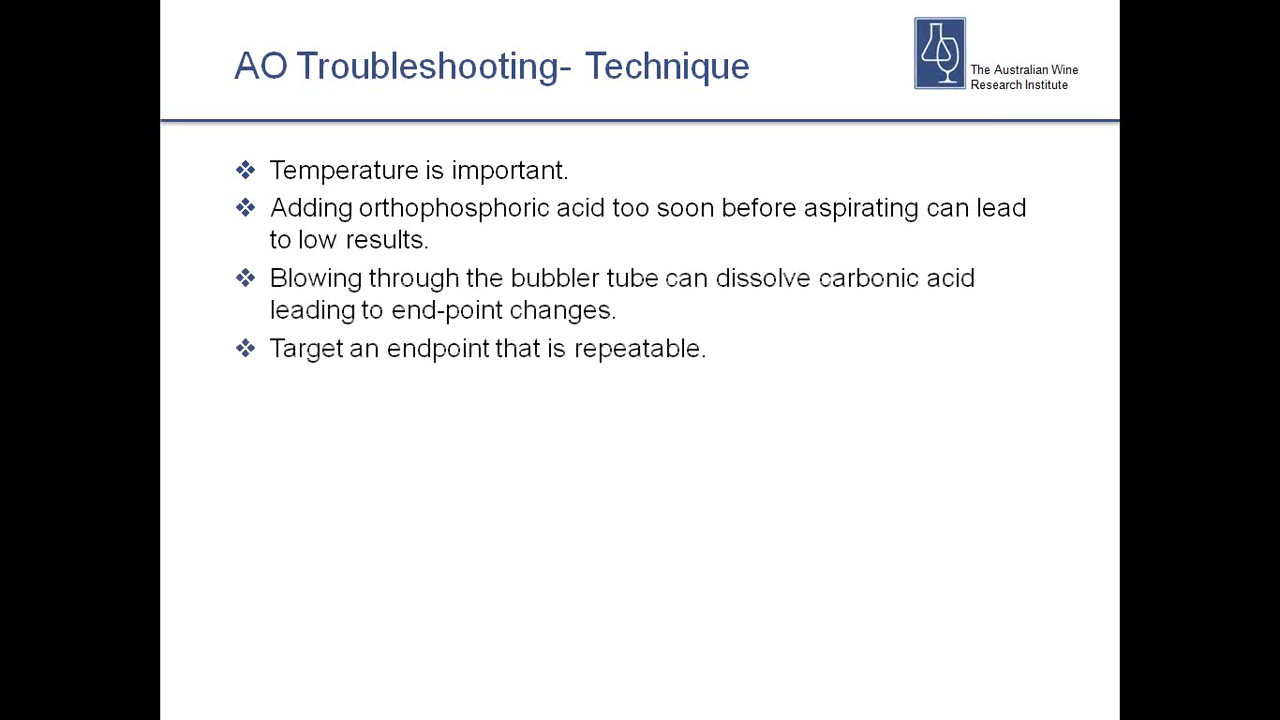 AO Troubleshooting- Technique
The Australian Wine
Research Institute
Temperature is important.
Adding orthophosphoric acid too soon before aspirating can lead
to low results.
Blowing through the bubbler tube can dissolve carbonic acid
leading to end-point changes.
Target an endpoint that is repeatable.